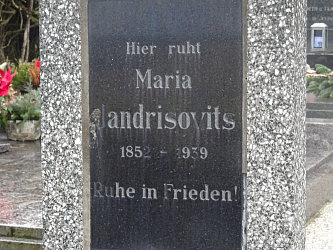 Hier ruht
Maria
Jandrisovits
1852 - 1939
Ruhe in Frieden!